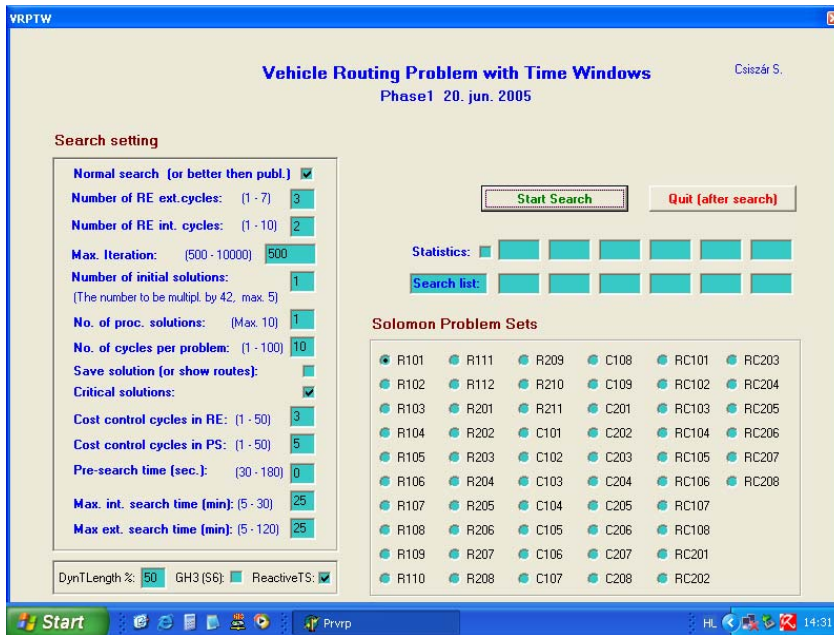 VRPTW
Vehicle Routing Problem with Time Windows
Csiszár S.
Phase1 20. jun. 2005
Search setting
Normal search (or better then publ.)
Number of RE ext.cycles: (1 - 7) 3
Number of RE int. cycles: (1 - 10) 2
Max. Iteration: (500 - 10000) 500
Number of initial solutions: 1
(The number to be multipl. by 42, max. 5)
No. of proc. solutions: (Max. 10) 1
No. of cycles per problem: (1 - 100) 10
Save solution (or show routes):
Critical solutions:
Cost control cycles in RE: (1 - 50) 3
Cost control cycles in PS: (1 - 50) 5
Pre-search time (sec.): (30 - 180) 0
Max. int. search time (min): (5 - 30) 25
Max ext. search time (min): (5 - 120) 25
DynTLength %: 50 GH3 (S6): ReactiveTS:
Start Search Quit (after search)
Statistics:
Search list:
Solomon Problem Sets
R101 R111 R209 C108 RC101 RC203
R102 R112 R210 C109 RC102 RC204
R103 R201 R211 C201 RC103 RC205
R104 R202 C101 C202 RC104 RC206
R105 R203 C102 C203 RC105 RC207
R106 R204 C103 C204 RC106 RC208
R107 R205 C104 C205 RC107
R108 R206 C105 C206 RC108
R109 R207 C106 C207 RC201
R110 R208 C107 C208 RC202
Start Prvrp HL 14:31